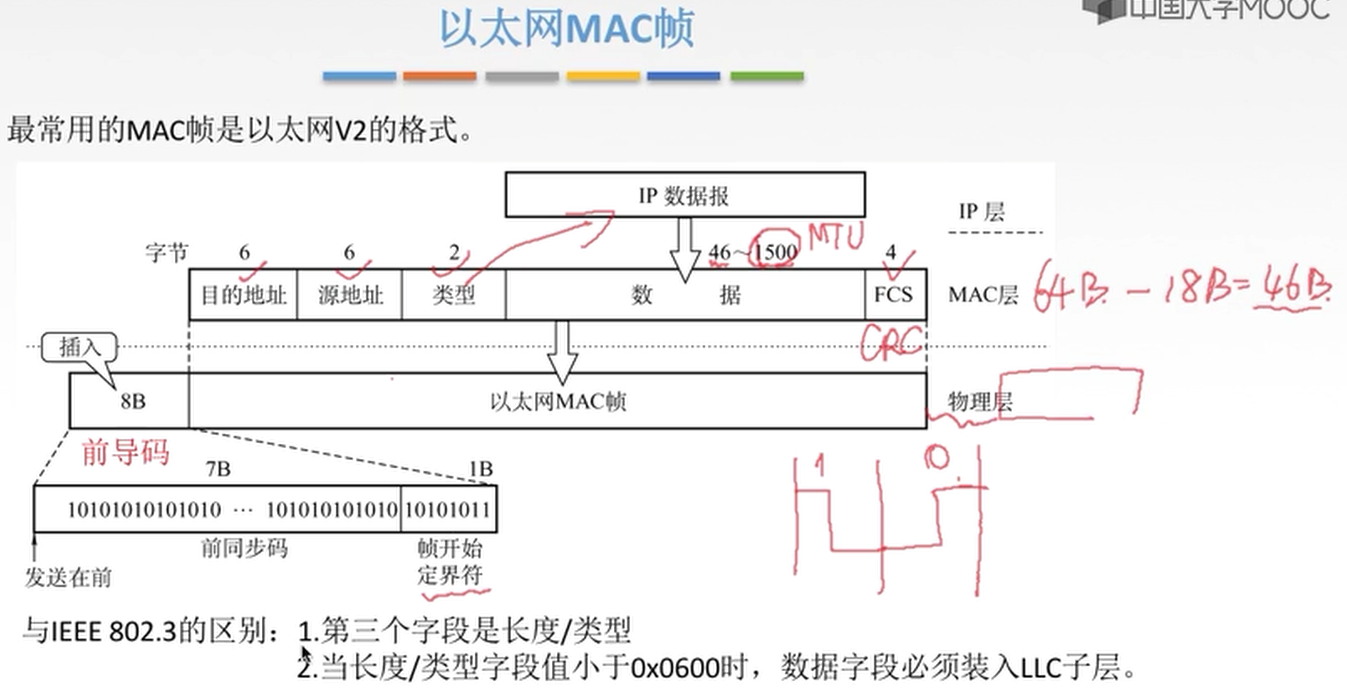 中国大学MOOC
以太网MAC帧
最常用的MAC帧是以太网V2的格式。
IP 数据报
IP 层
字节 6 6 2 46～1500 MTU 4
目的地址 源地址 类型 数 据 FCS MAC层 64B - 18B = 46B
CRC
插入
8B 以太网MAC帧 物理层
前导码
7B 1B
1 0
10101010101010 … 101010101010 10101011
前同步码 帧开始
定界符
发送在前
与IEEE 802.3的区别：1.第三个字段是长度/类型
2.当长度/类型字段值小于0x0600时，数据字段必须装入LLC子层。